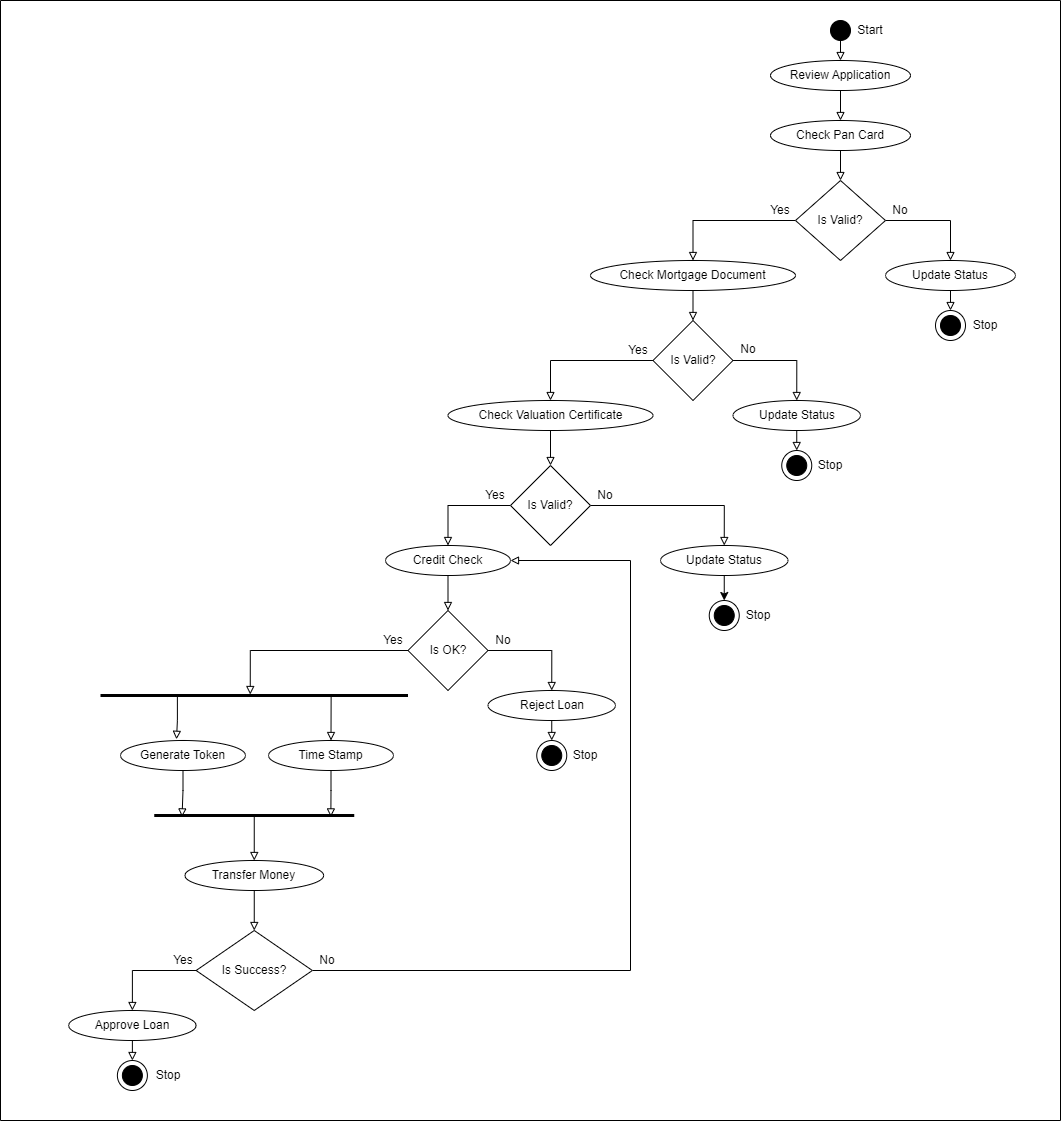 Start
Review Application
Check Pan Card
Yes
Is Valid?
No
Check Mortgage Document
Update Status
Stop
Yes
Is Valid?
No
Check Valuation Certificate
Update Status
Stop
Yes
Is Valid?
No
Credit Check
Update Status
Stop
Yes
Is OK?
No
Reject Loan
Generate Token
Time Stamp
Stop
Transfer Money
Yes
Is Success?
No
Approve Loan
Stop